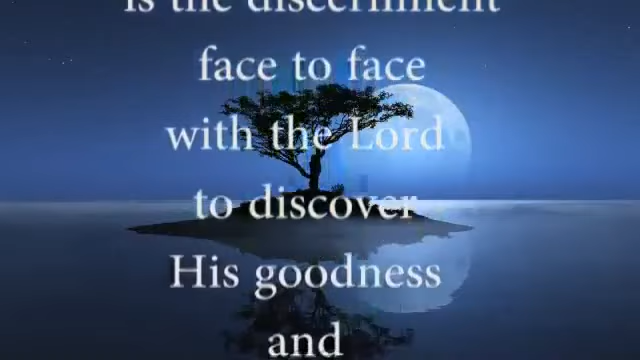 is the discernment
face to face
with the Lord
to discover
His goodness
and